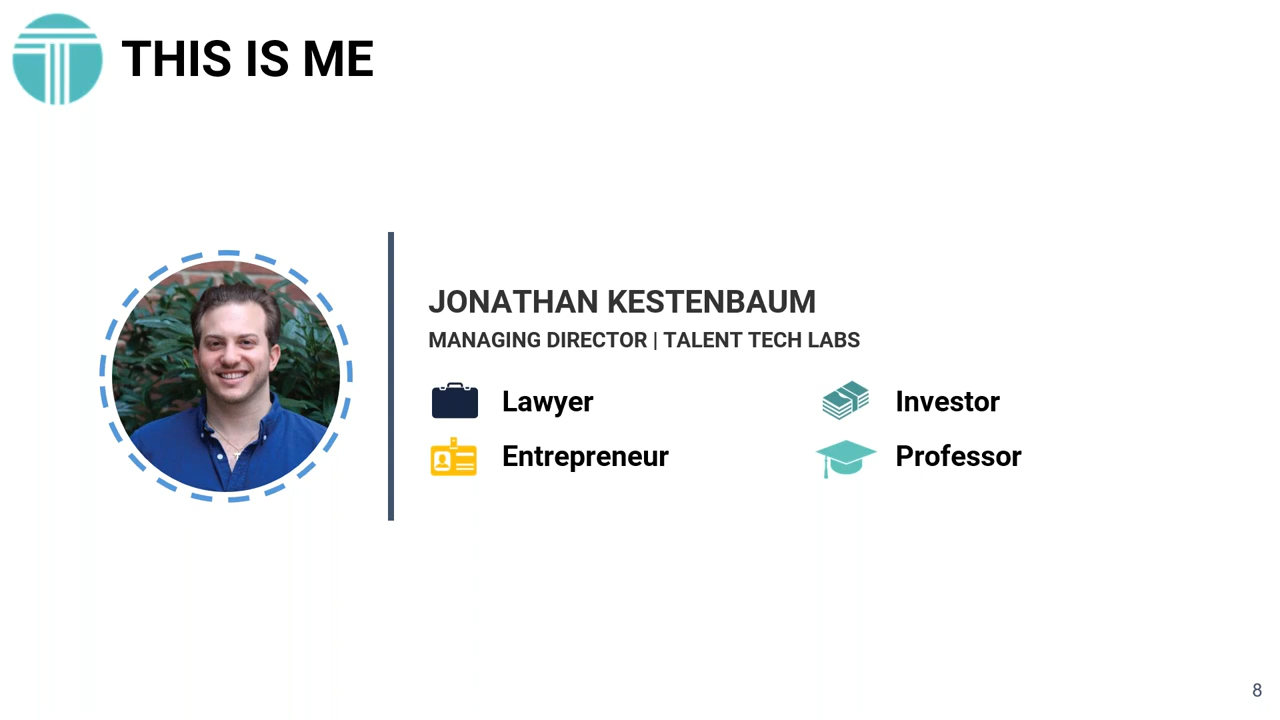 THIS IS ME
JONATHAN KESTENBAUM
MANAGING DIRECTOR | TALENT TECH LABS
Lawyer
Investor
Entrepreneur
Professor
8